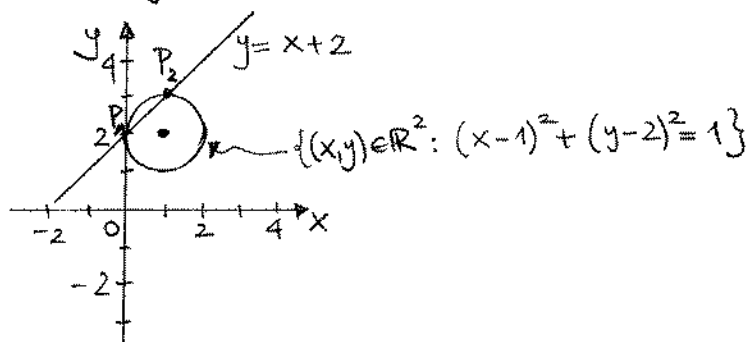 y
4
P₂
y = x + 2
P₁
2
{(x,y)∈ℝ²: (x-1)² + (y-2)² = 1}
-2 0 2 4 x
-2